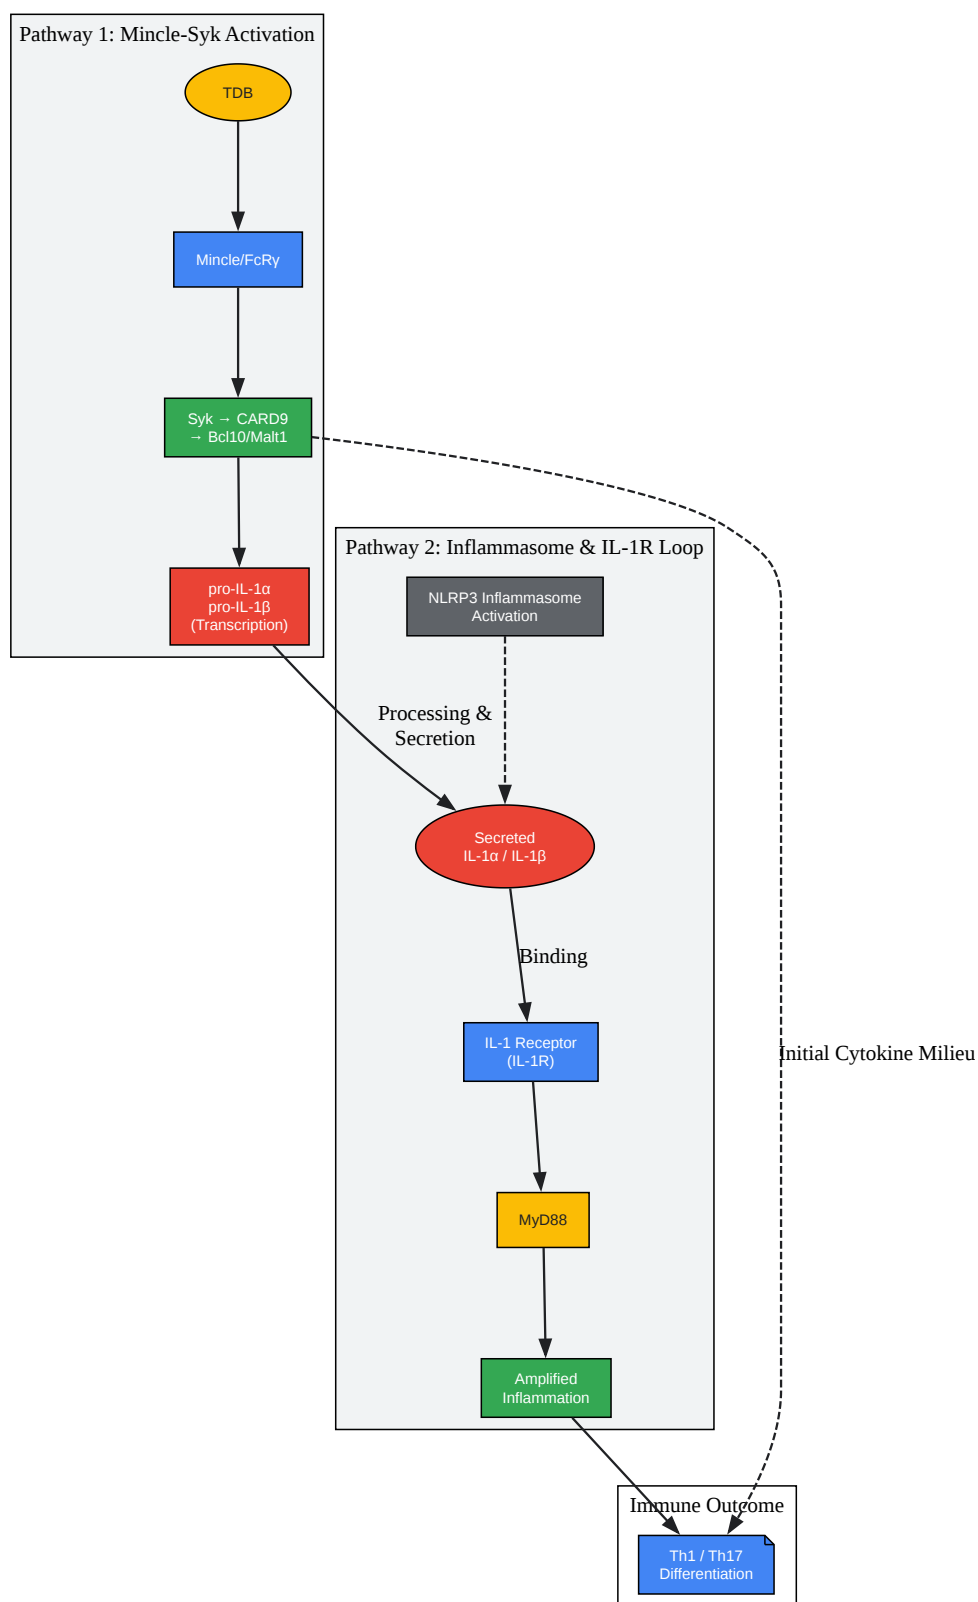 Pathway 1: Mincle-Syk Activation
TDB
Mincle/FcRγ
Syk → CARD9
→ Bcl10/Malt1
pro-IL-1α
pro-IL-1β
(Transcription)
Pathway 2: Inflammasome & IL-1R Loop
NLRP3 Inflammasome
Activation
Processing &
Secretion
Secreted
IL-1α / IL-1β
Binding
IL-1 Receptor
(IL-1R)
Initial Cytokine Milieu
MyD88
Amplified
Inflammation
Immune Outcome
Th1 / Th17
Differentiation